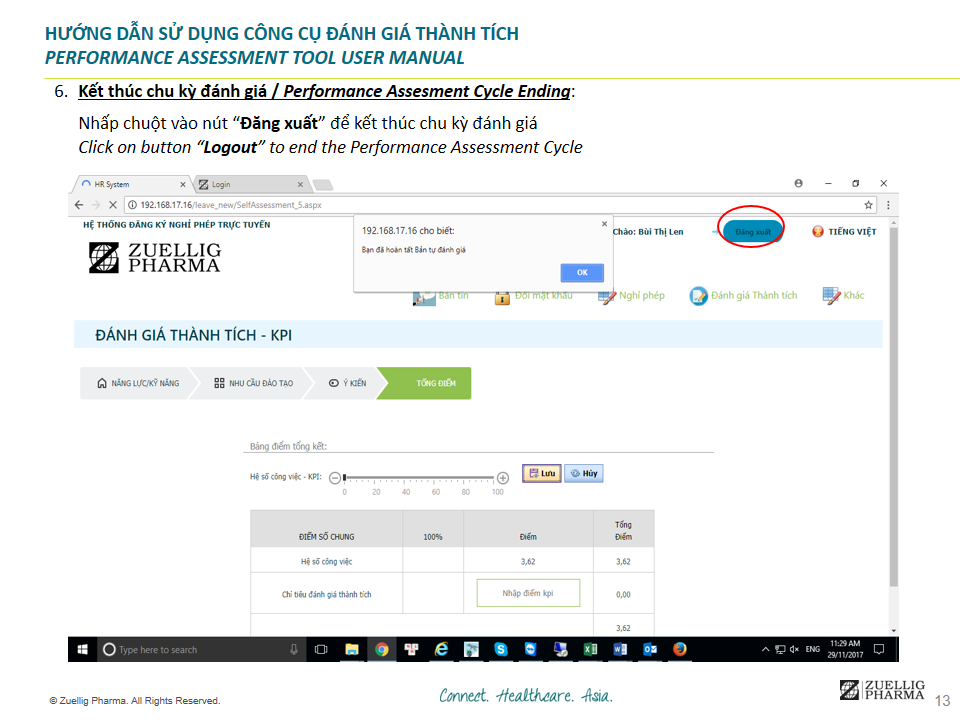 HƯỚNG DẪN SỬ DỤNG CÔNG CỤ ĐÁNH GIÁ THÀNH TÍCH
PERFORMANCE ASSESSMENT TOOL USER MANUAL
6. Kết thúc chu kỳ đánh giá / Performance Assesment Cycle Ending:
Nhấp chuột vào nút “Đăng xuất” để kết thúc chu kỳ đánh giá
Click on button “Logout” to end the Performance Assessment Cycle
HR System
Login
192.168.17.16/leave_new/SelfAssessment_5.aspx
HỆ THỐNG ĐĂNG KÝ NGHỈ PHÉP TRỰC TUYẾN
192.168.17.16 cho biết:
Bạn đã hoàn tất Bản tự đánh giá
OK
Chào: Bùi Thị Len
Đăng xuất
TIẾNG VIỆT
ZUELLIG
PHARMA
Bản tin
Đổi mật khẩu
Nghỉ phép
Đánh giá Thành tích
Khác
ĐÁNH GIÁ THÀNH TÍCH - KPI
NĂNG LỰC/KỸ NĂNG
NHU CẦU ĐÀO TẠO
Ý KIẾN
TỔNG ĐIỂM
Bảng điểm tổng kết:
Hệ số công việc - KPI:
0 20 40 60 80 100
Lưu
Hủy
ĐIỂM SỐ CHUNG 100% Điểm Tổng Điểm
Hệ số công việc 3,62 3,62
Chỉ tiêu đánh giá thành tích Nhập điểm kpi 0,00
3,62
Type here to search
ENG
11:29 AM
29/11/2017
© Zuellig Pharma. All Rights Reserved.
Connect. Healthcare. Asia.
ZUELLIG
PHARMA
13